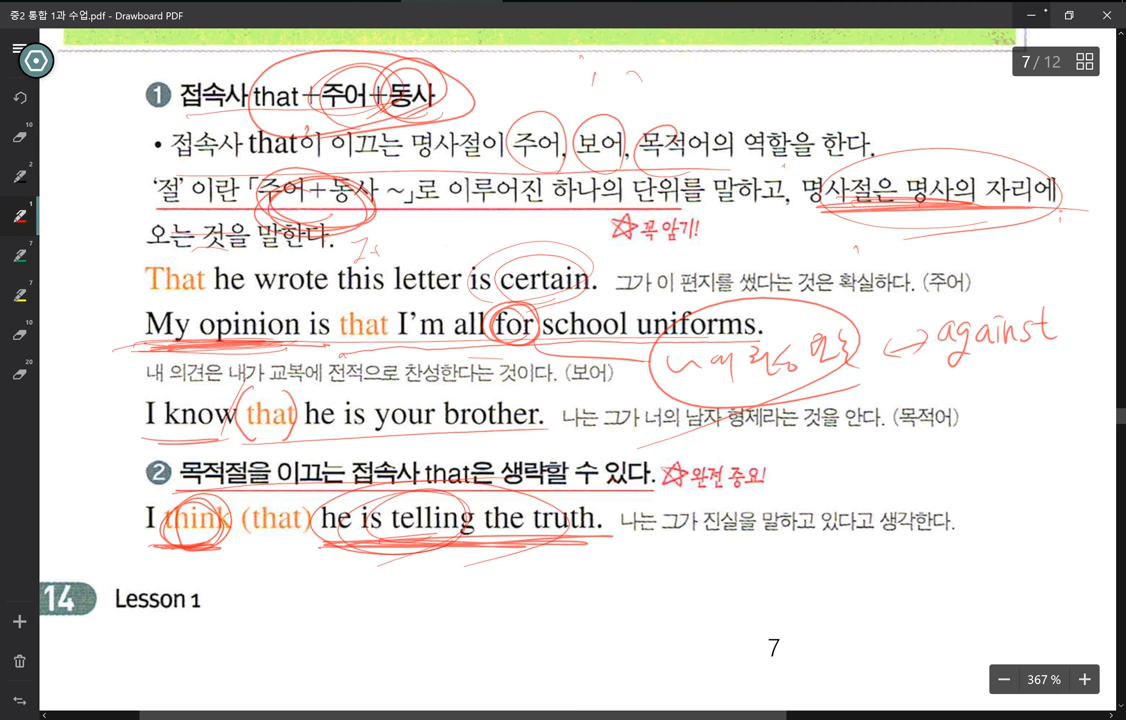 중2 통합 1과 수업.pdf - Drawboard PDF
7 / 12
❶ 접속사 that+주어+동사
• 접속사 that이 이끄는 명사절이 주어, 보어, 목적어의 역할을 한다.
'절' 이란 「주어+동사 ~」로 이루어진 하나의 단위를 말하고, 명사절은 명사의 자리에
오는 것을 말한다.
☆꼭 암기!
That he wrote this letter is certain. 그가 이 편지를 썼다는 것은 확실하다. (주어)
My opinion is that I'm all for school uniforms.
↔ against
내 의견은 내가 교복에 전적으로 찬성한다는 것이다. (보어)
I know (that) he is your brother. 나는 그가 너의 남자 형제라는 것을 안다. (목적어)
❷ 목적절을 이끄는 접속사 that은 생략할 수 있다. ☆완전 중요!
I think (that) he is telling the truth. 나는 그가 진실을 말하고 있다고 생각한다.
14 Lesson 1
7
367 %
10
2
1
7
7
10
20